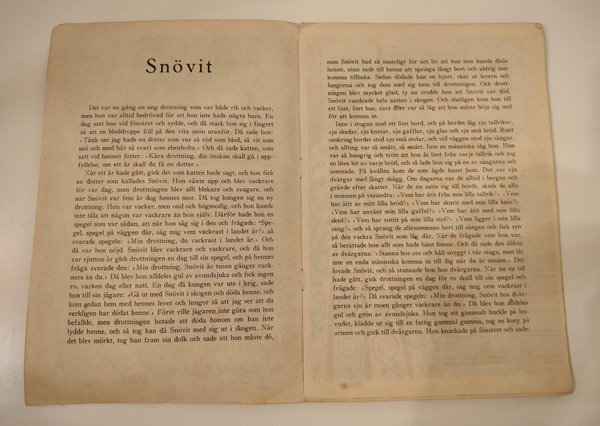 Snövit
Det var en gång en ung drottning som var både rik och vacker,
men hon var alltid bedrövad för att hon inte hade några barn. En
dag satt hon vid fönstret och sydde, och då stack hon sig i fingret
så att en bloddroppe föll på den vita snön utanför. Då sade hon:
›Tänk om jag hade en dotter som var så röd som blod, så vit som
snö och med hår så svart som ebenholtz.‹ Och då sade katten, som
satt vid hennes fötter: ›Kära drottning, din önskan skall gå i upp-
fyllelse, om ett år skall du få en dotter.‹
När ett år hade gått, gick det som katten hade sagt, och hon fick
en dotter som kallades Snövit. Hon växte upp och blev vackrare
för var dag, men drottningen blev allt blekare och svagare, och
när Snövit var fem år dog hennes mor. Då tog kungen sig en ny
drottning. Hon var vacker, men ond och högmodig, och hon kunde
inte tåla att någon var vackrare än hon själv. Därför hade hon en
spegel som var sådan, att när hon såg sig i den och frågade: ›Spe-
gel, spegel på väggen där, säg mig vem vackrast i landet är?‹ så
svarade spegeln: ›Min drottning, du vackrast i landet är.‹ Och
då var hon nöjd. Snövit blev vackrare och vackrare, och när hon
var sjutton år gick drottningen en dag till sin spegel, och på hennes
fråga svarade den: ›Min drottning, Snövit är tusen gånger vack-
rare än du.‹ Då blev hon alldeles gul av avundsjuka och fick ingen
ro, varken dag eller natt. En dag då kungen var ute i krig, sade
hon till sin jägare: ›Gå ut med Snövit i skogen och döda henne, och
kom sedan hem med hennes lever och lungor så att jag ser att du
verkligen har dödat henne.‹ Först ville jägaren inte göra som hon
befallde, men drottningen hotade att döda honom om han inte
lydde henne, och så tog han då Snövit med sig ut i skogen. När
det blev mörkt, tog han fram sin dolk och sade att han måste dö,
men Snövit bad så innerligt för sitt liv att han inte kunde döda
henne, utan sade till henne att springa långt bort och aldrig mer
komma tillbaka. Sedan dödade han en hjort, skar ut levern och
lungorna och tog dem med sig hem till drottningen. Och drott-
ningen blev mycket glad, ty nu trodde hon att Snövit var död.
Snövit vandrade hela natten i skogen. Och slutligen kom hon till
ett litet, litet hus, vars dörr var så låg att hon måste böja sig ned
för att komma in.
Inne i stugan stod ett litet bord, och på bordet låg sju tallrikar,
sju skedar, sju knivar, sju gafflar, sju glas och sju små bröd. Runt
omkring bordet stod sju små stolar, och vid väggen stod sju sängar,
och allting var så smått, så smått. Inte en människa såg hon. Hon
var så hungrig och trött att hon åt litet från varje tallrik och tog
en liten bit av varje bröd, och så lade hon sig på en av sängarna och
somnade. På kvällen kom de som ägde huset hem. Det var sju
dvärgar med långt skägg. Om dagarna var de alltid i bergen och
grävde efter skatter. När de nu satte sig till bords, skrek de alla
i munnen på varandra: ›Vem har ätit från min tallrik?‹ ›Vem har
ätit av mitt lilla bröd?‹ ›Vem har skurit med min lilla kniv?‹
›Vem har använt min lilla gaffel?‹ ›Vem har ätit med min lilla
sked?‹ ›Vem har suttit på min lilla stol?‹ ›Vem ligger i min lilla
säng?‹ och så sprang de allesammans bort till sängen och fick syn
på den vackra Snövit som låg där. När de frågade vem hon var,
så berättade hon allt som hade hänt henne. Och då sade den äldste
av dvärgarna: ›Stanna hos oss och håll snyggt i vår stuga, men låt
inte en enda människa komma in till dig när du är ensam.‹ Det
lovade Snövit, och så stannade hon hos dvärgarna. När en tid hade
gått gick drottningen en dag för ro skull till sin spegel och
frågade: ›Spegel, spegel på väggen där, säg mig vem vackrast i
landet är?‹ Då svarade spegeln: ›Min drottning, Snövit hos dvär-
garna sju är tusen gånger vackrare än du.‹ Då blev hon alldeles
gul och grön av avundsjuka. Hon tog ett gammalt huckle på hu-
vudet, klädde ut sig till en fattig gammal gumma, tog en korg på
armen och gick till dvärgarna. Hon knackade på fönstret och sade: